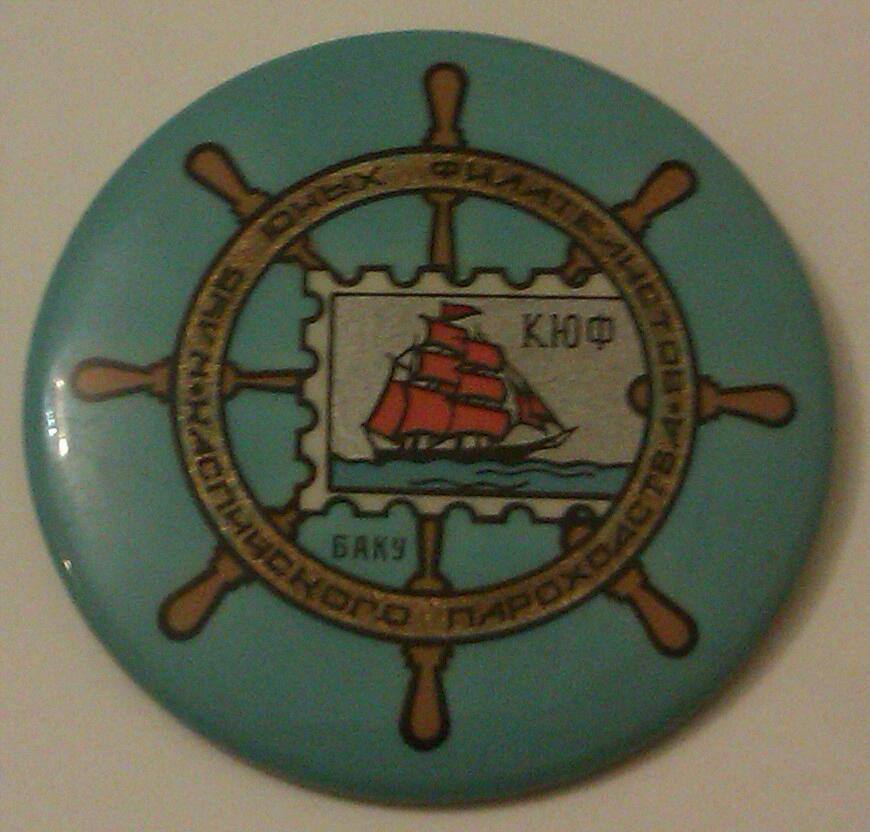 КЛУБ ЮНЫХ ФИЛАТЕЛИСТОВ
КАСПИЙСКОГО ПАРОХОДСТВА
КЮФ
БАКУ